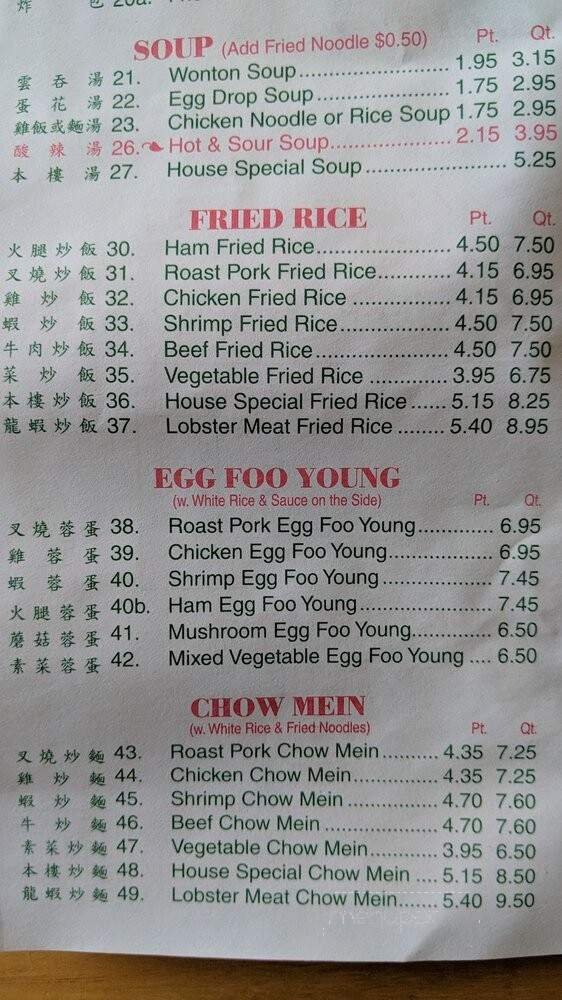 炸 包 20a.
SOUP (Add Fried Noodle $0.50) Pt. Qt.
雲吞湯 21. Wonton Soup 1.95 3.15
蛋花湯 22. Egg Drop Soup 1.75 2.95
雞飯或麵湯 23. Chicken Noodle or Rice Soup 1.75 2.95
酸辣湯 26. Hot & Sour Soup 2.15 3.95
本樓湯 27. House Special Soup 5.25
FRIED RICE Pt. Qt.
火腿炒飯 30. Ham Fried Rice 4.50 7.50
叉燒炒飯 31. Roast Pork Fried Rice 4.15 6.95
雞炒飯 32. Chicken Fried Rice 4.15 6.95
蝦炒飯 33. Shrimp Fried Rice 4.50 7.50
牛肉炒飯 34. Beef Fried Rice 4.50 7.50
菜炒飯 35. Vegetable Fried Rice 3.95 6.75
本樓炒飯 36. House Special Fried Rice 5.15 8.25
龍蝦炒飯 37. Lobster Meat Fried Rice 5.40 8.95
EGG FOO YOUNG
(w. White Rice & Sauce on the Side) Pt. Qt.
叉燒蓉蛋 38. Roast Pork Egg Foo Young 6.95
雞蓉蛋 39. Chicken Egg Foo Young 6.95
蝦蓉蛋 40. Shrimp Egg Foo Young 7.45
火腿蓉蛋 40b. Ham Egg Foo Young 7.45
蘑菇蓉蛋 41. Mushroom Egg Foo Young 6.50
素菜蓉蛋 42. Mixed Vegetable Egg Foo Young 6.50
CHOW MEIN
(w. White Rice & Fried Noodles) Pt. Qt.
叉燒炒麵 43. Roast Pork Chow Mein 4.35 7.25
雞炒麵 44. Chicken Chow Mein 4.35 7.25
蝦炒麵 45. Shrimp Chow Mein 4.70 7.60
牛炒麵 46. Beef Chow Mein 4.70 7.60
素菜炒麵 47. Vegetable Chow Mein 3.95 6.50
本樓炒麵 48. House Special Chow Mein 5.15 8.50
龍蝦炒麵 49. Lobster Meat Chow Mein 5.40 9.50